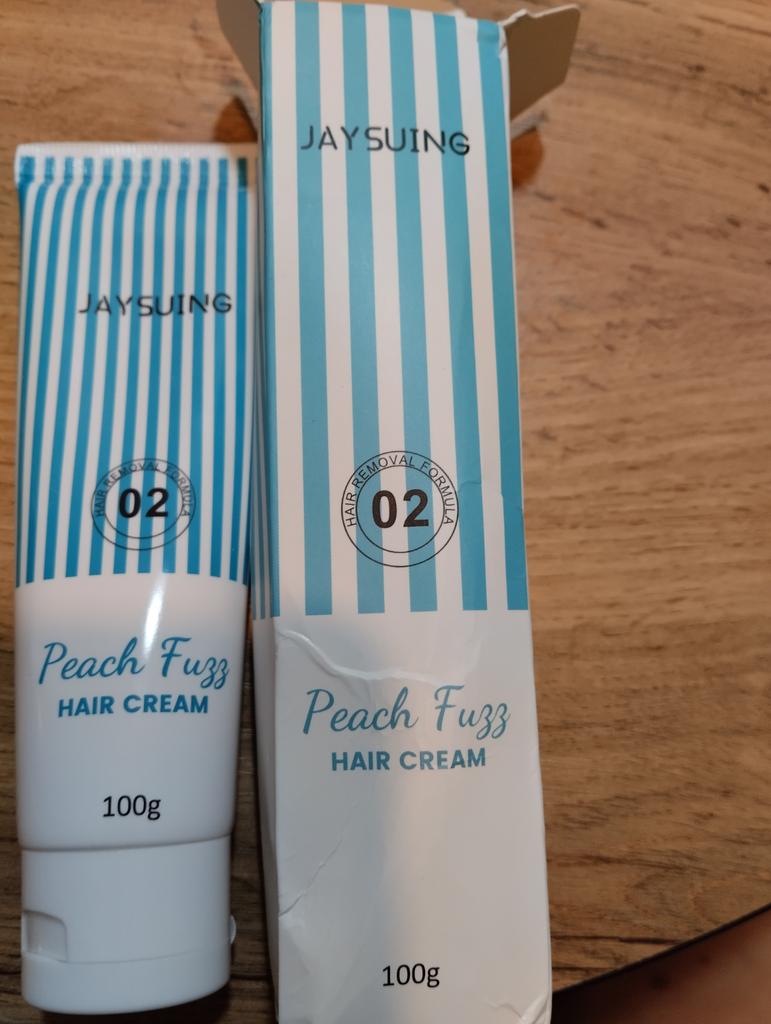 JAYSUING
HAIR REMOVAL FORMULA
02
Peach Fuzz
HAIR CREAM
100g
JAYSUING
HAIR REMOVAL FORMULA
02
Peach Fuzz
HAIR CREAM
100g